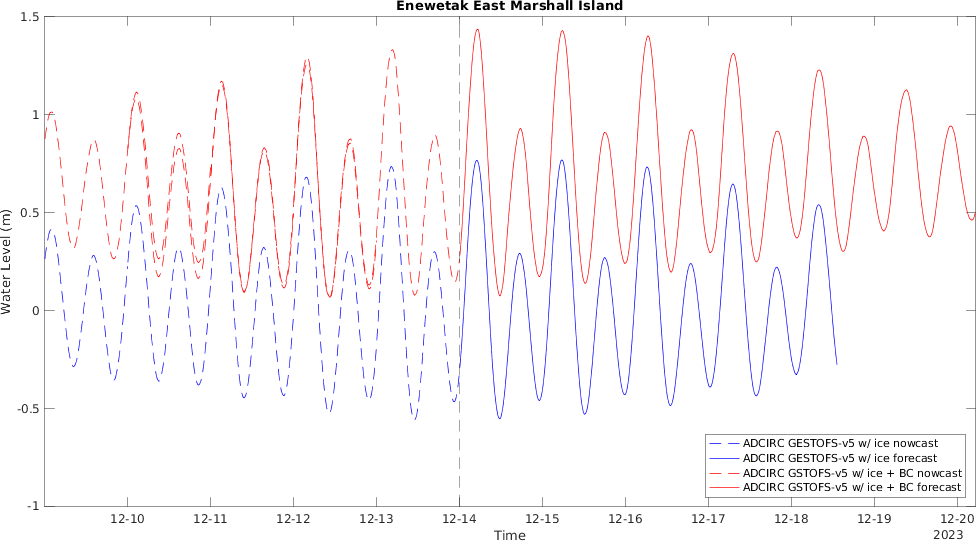 Enewetak East Marshall Island
1.5
1
0.5
0
-0.5
-1
Water Level (m)
ADCIRC GESTOFS-v5 w/ ice nowcast
ADCIRC GESTOFS-v5 w/ ice forecast
ADCIRC GSTOFS-v5 w/ ice + BC nowcast
ADCIRC GSTOFS-v5 w/ ice + BC forecast
12-10 12-11 12-12 12-13 12-14 12-15 12-16 12-17 12-18 12-19 12-20
Time
2023